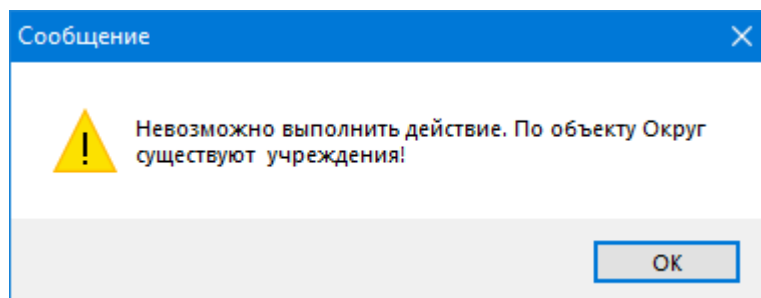 Сообщение
Невозможно выполнить действие. По объекту Округ
существуют  учреждения!
OK